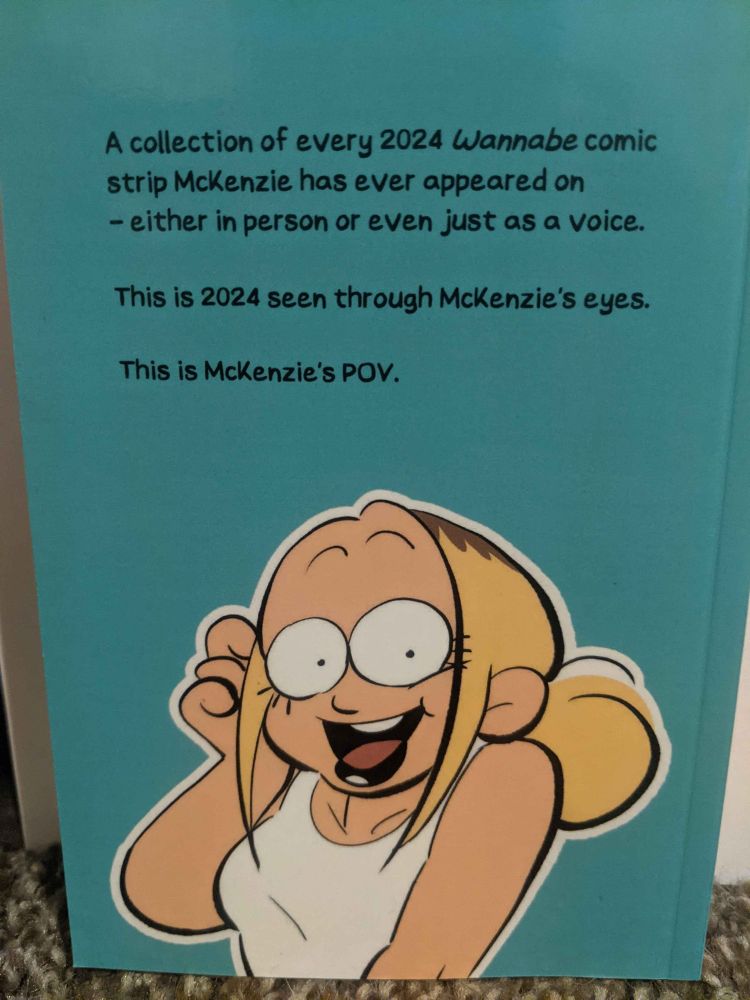 A collection of every 2024 Wannabe comic
strip McKenzie has ever appeared on
– either in person or even just as a voice.
This is 2024 seen through McKenzie's eyes.
This is McKenzie's POV.